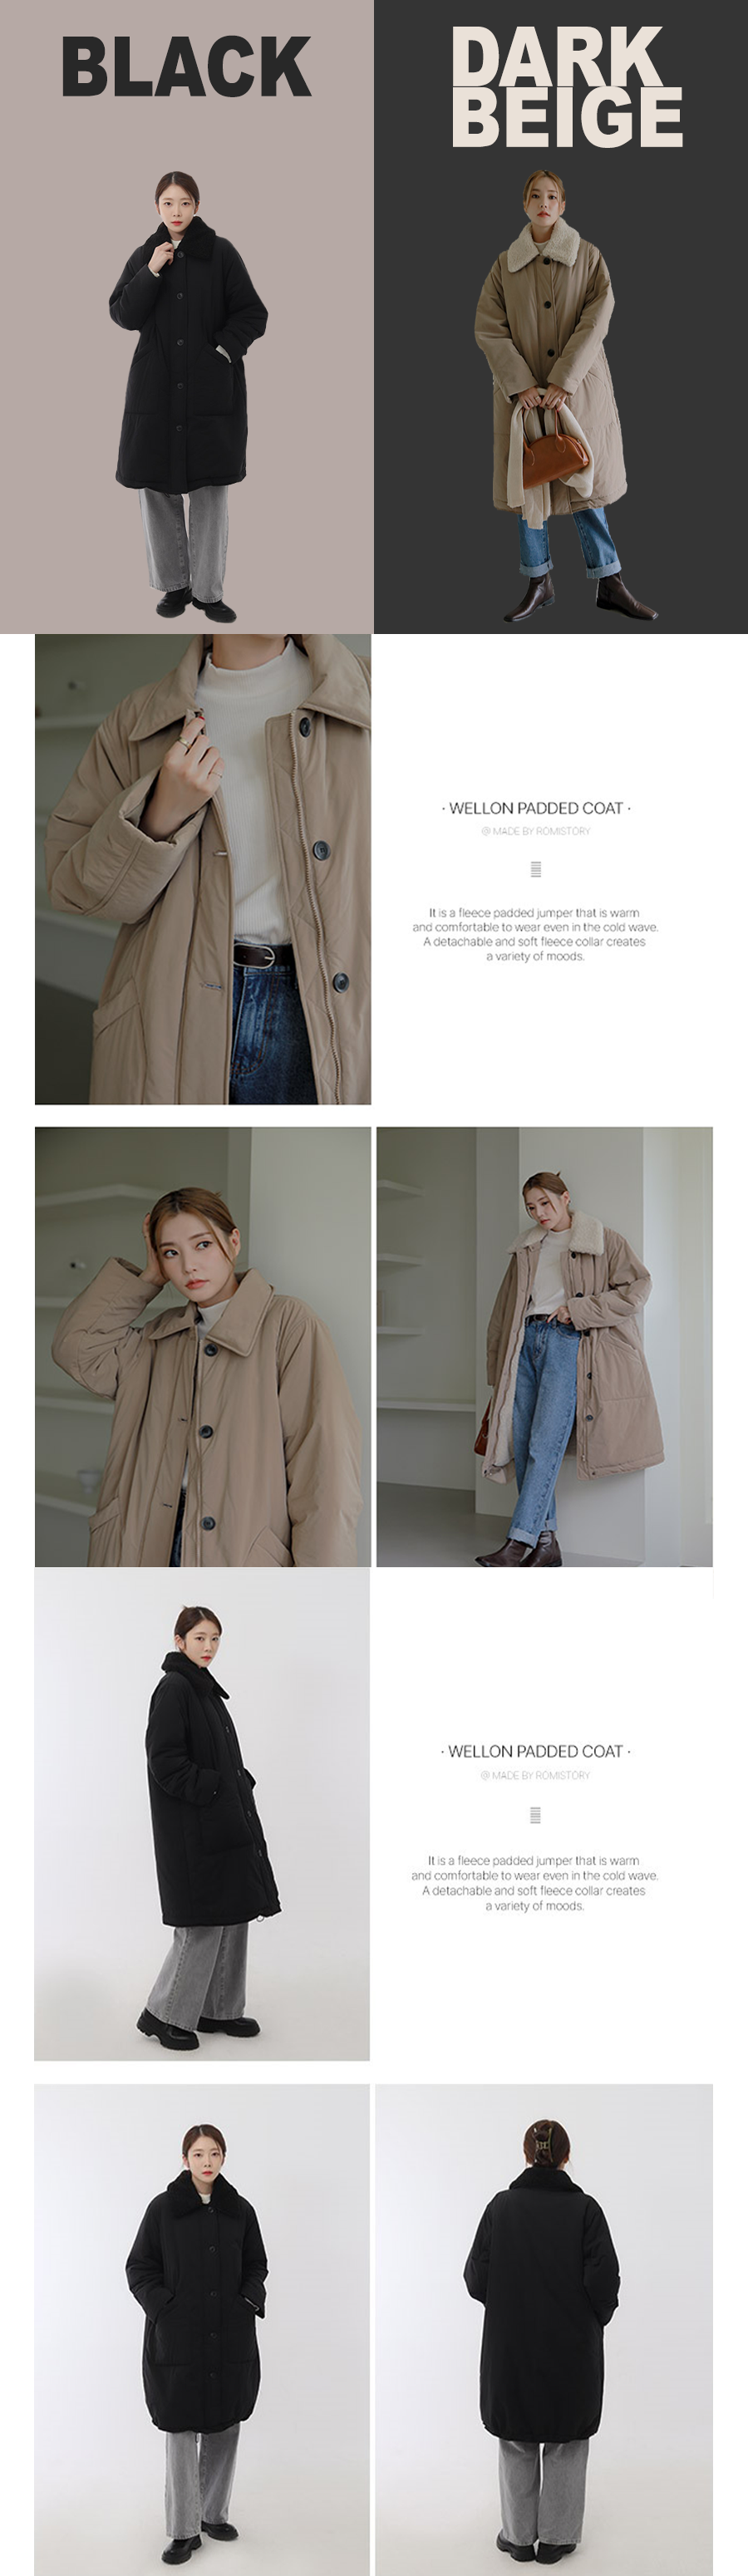 BLACK
DARK
BEIGE
· WELLON PADDED COAT ·
@ MADE BY ROMISTORY
It is a fleece padded jumper that is warm
and comfortable to wear even in the cold wave.
A detachable and soft fleece collar creates
a variety of moods.
· WELLON PADDED COAT ·
@ MADE BY ROMISTORY
It is a fleece padded jumper that is warm
and comfortable to wear even in the cold wave.
A detachable and soft fleece collar creates
a variety of moods.